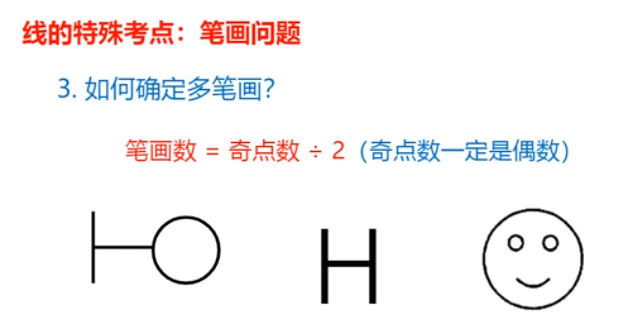 线的特殊考点：笔画问题
3. 如何确定多笔画？
笔画数 = 奇点数 ÷ 2（奇点数一定是偶数）